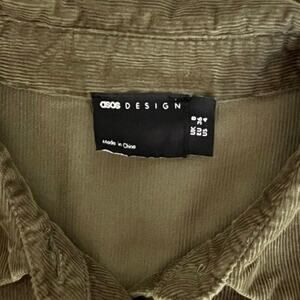 asos DESIGN
Made in China
UK 8
EU 36
US 4